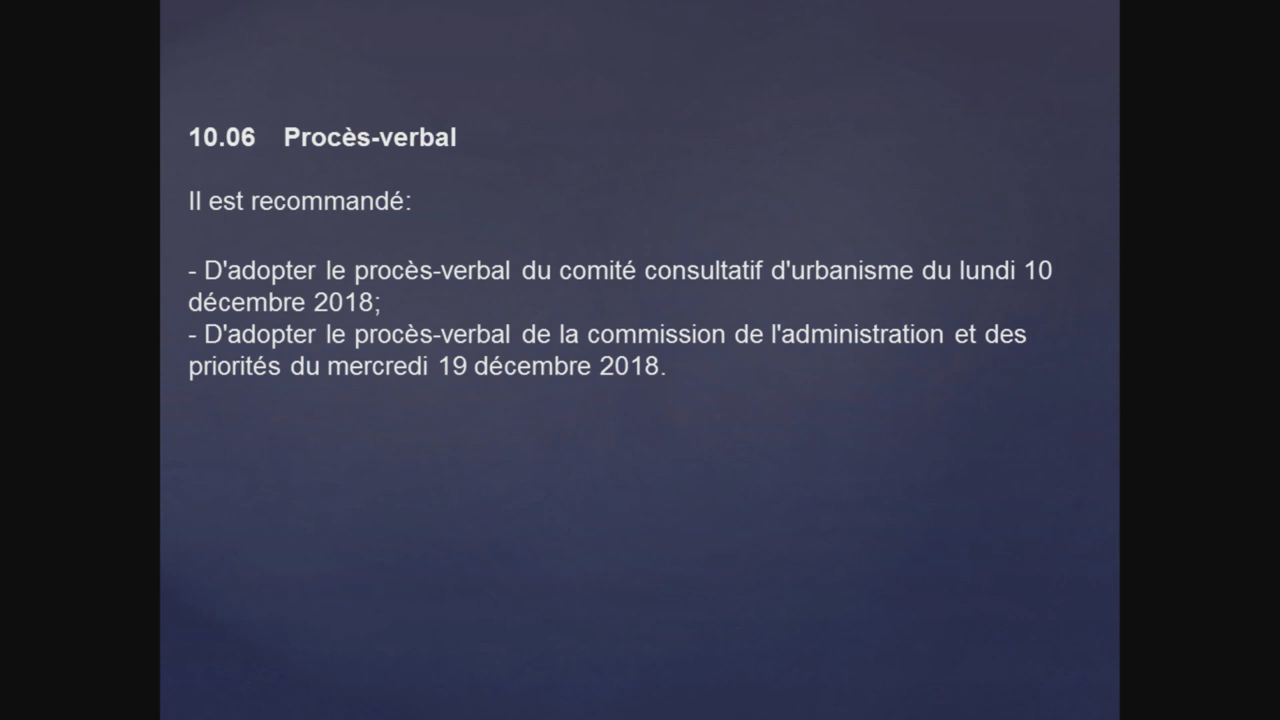 10.06 Procès-verbal
Il est recommandé:
- D'adopter le procès-verbal du comité consultatif d'urbanisme du lundi 10
décembre 2018;
- D'adopter le procès-verbal de la commission de l'administration et des
priorités du mercredi 19 décembre 2018.